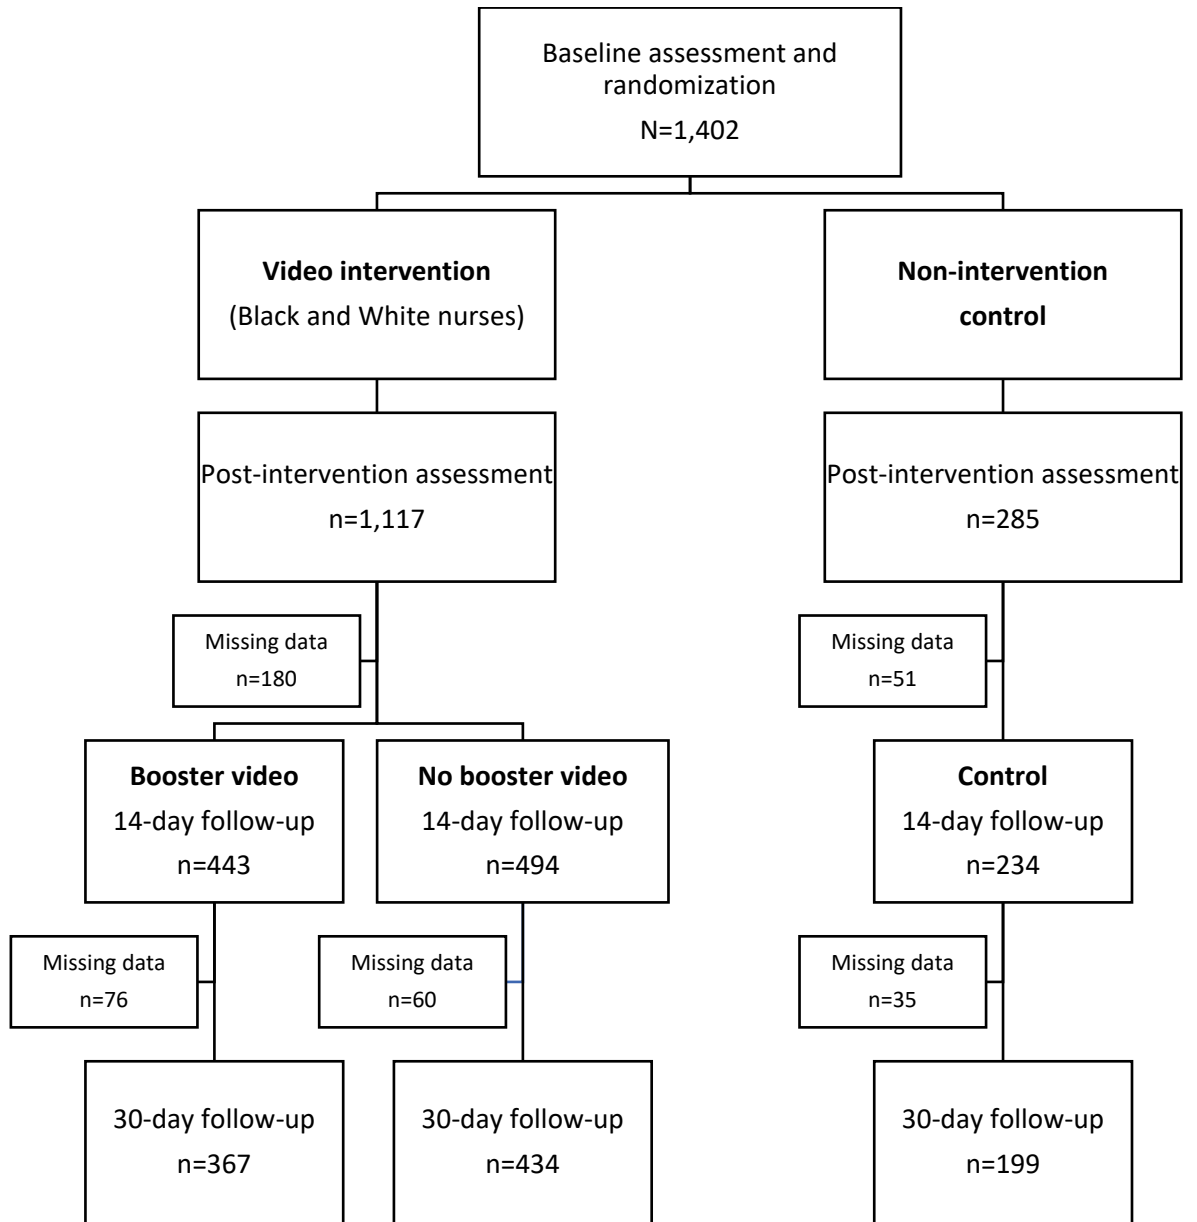 Baseline assessment and
randomization
N=1,402
Video intervention
(Black and White nurses)
Non-intervention
control
Post-intervention assessment
n=1,117
Post-intervention assessment
n=285
Missing data
n=180
Missing data
n=51
Booster video
14-day follow-up
n=443
No booster video
14-day follow-up
n=494
Control
14-day follow-up
n=234
Missing data
n=76
Missing data
n=60
Missing data
n=35
30-day follow-up
n=367
30-day follow-up
n=434
30-day follow-up
n=199